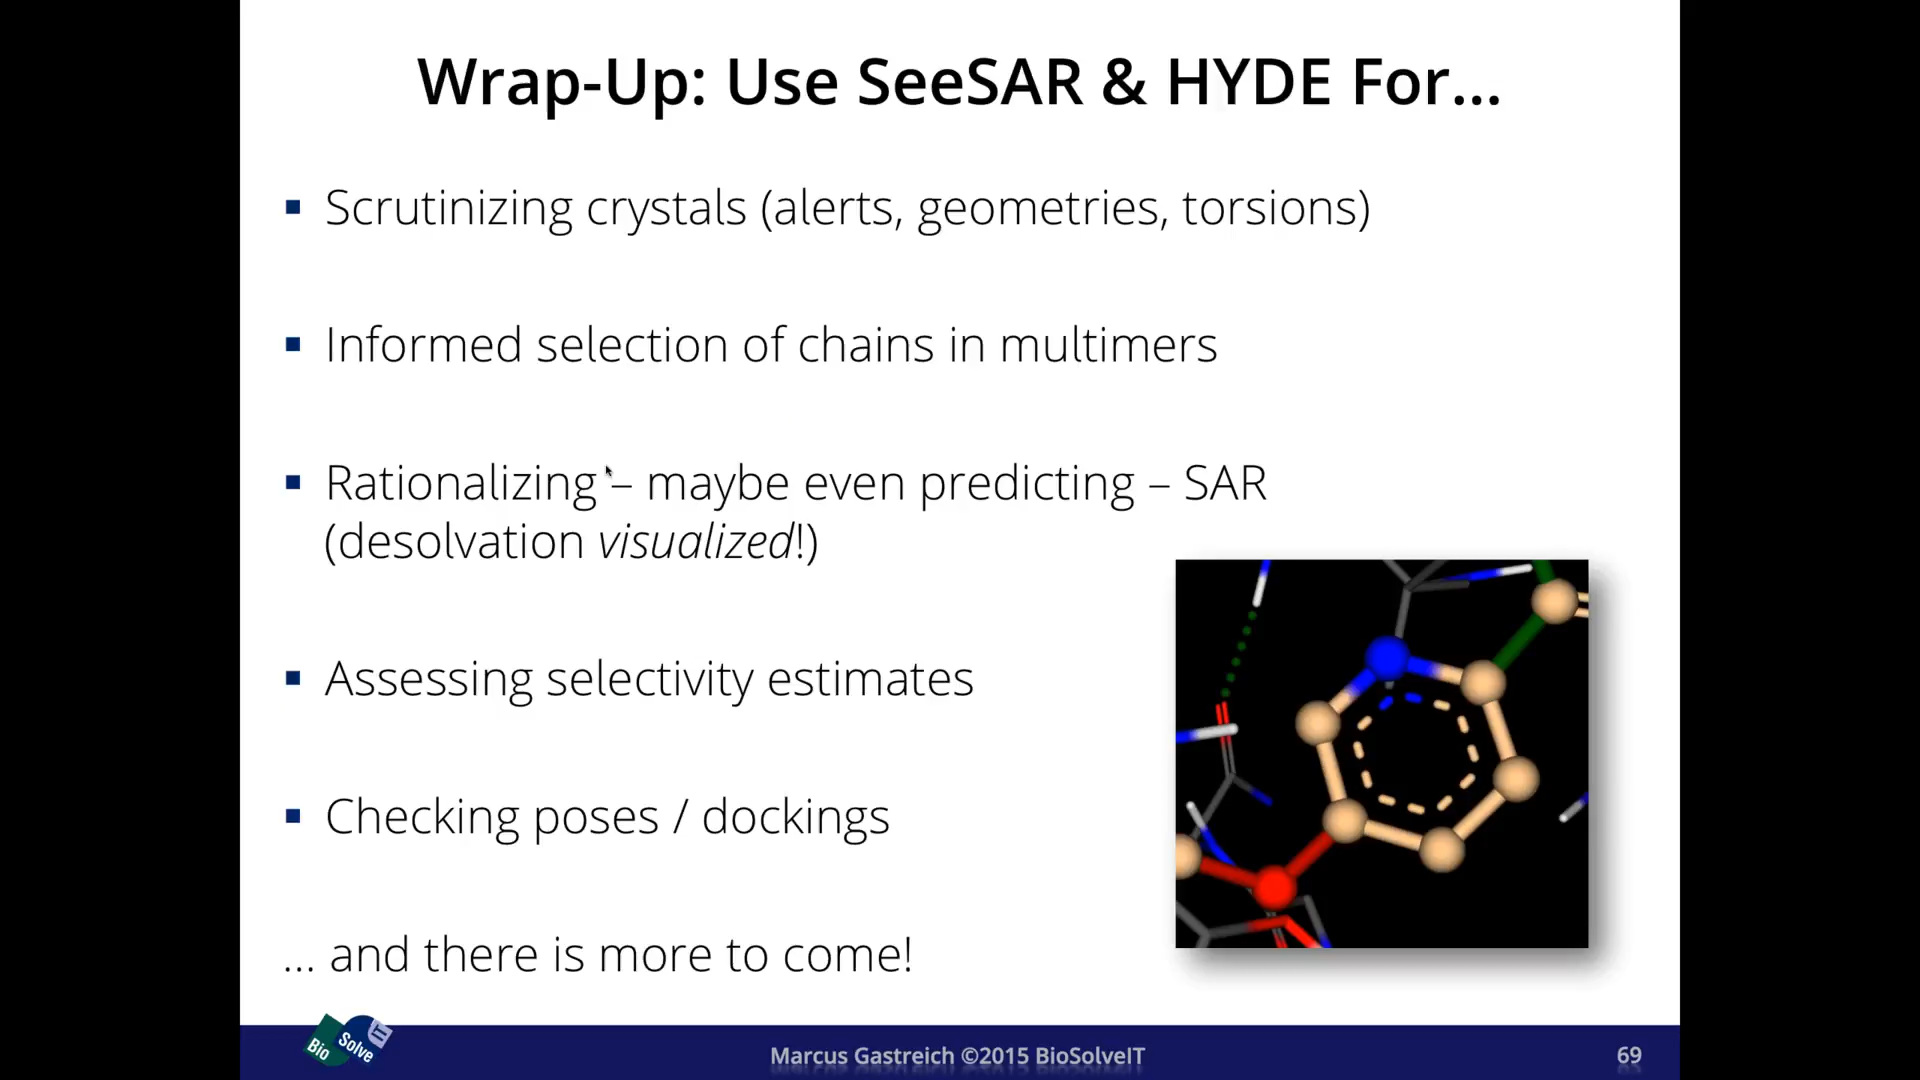 Wrap-Up: Use SeeSAR & HYDE For...
▪ Scrutinizing crystals (alerts, geometries, torsions)
▪ Informed selection of chains in multimers
▪ Rationalizing – maybe even predicting – SAR
(desolvation visualized!)
▪ Assessing selectivity estimates
▪ Checking poses / dockings
... and there is more to come!
Bio Solve IT
Marcus Gastreich ©2015 BioSolveIT
69